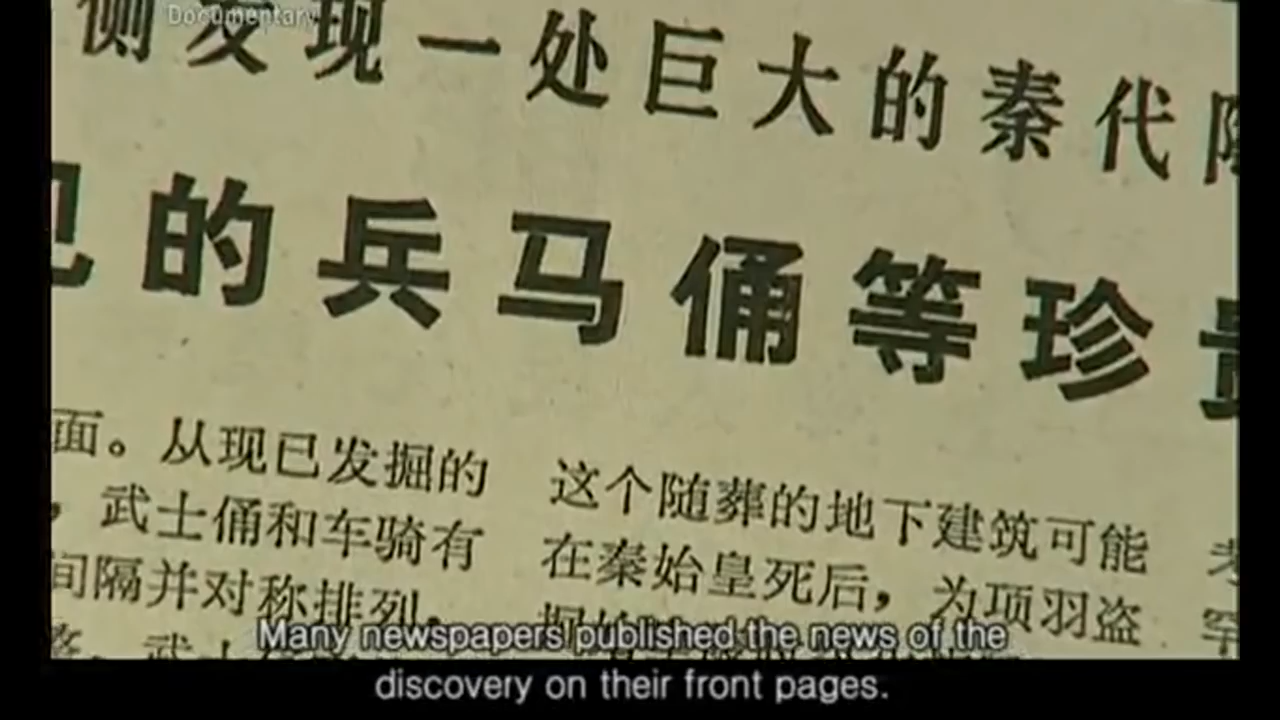 Documentary
侧发现一处巨大的秦代
的兵马俑等珍
面。从现已发掘的
，武士俑和车骑有
间隔并对称排列。
这个随葬的地下建筑可能
在秦始皇死后，为项羽盗
Many newspapers published the news of the
discovery on their front pages.